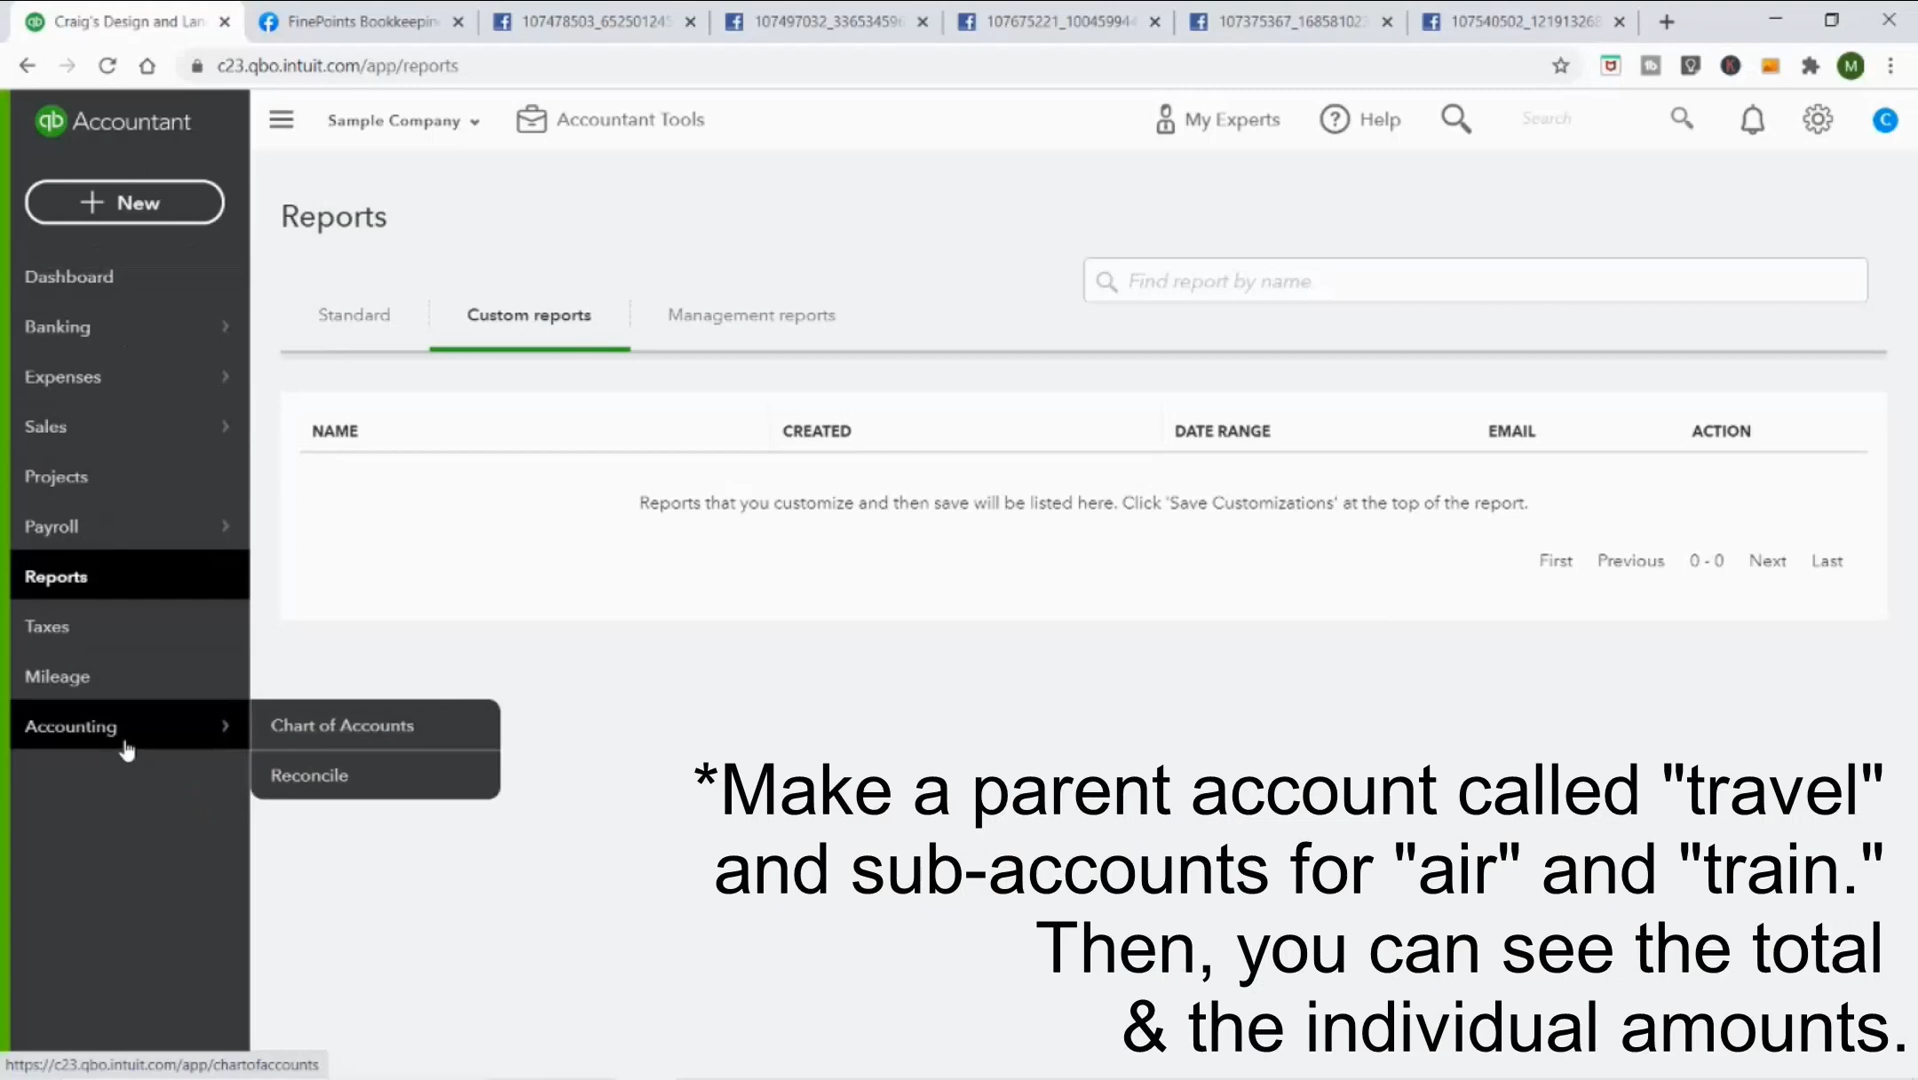 Craig's Design and Lan
FinePoints Bookkeepin
107478503_652501245
107497032_33653459
107675221_100459944
107375367_168581022
107540502_121913268
c23.qbo.intuit.com/app/reports
M
qb Accountant
Sample Company
Accountant Tools
My Experts
? Help
Search
C
+ New
Reports
Dashboard
Banking
Expenses
Sales
Projects
Payroll
Reports
Taxes
Mileage
Accounting
Chart of Accounts
Reconcile
Find report by name
Standard
Custom reports
Management reports
NAME CREATED DATE RANGE EMAIL ACTION
Reports that you customize and then save will be listed here. Click 'Save Customizations' at the top of the report.
First Previous 0 - 0 Next Last
*Make a parent account called "travel"
and sub-accounts for "air" and "train."
Then, you can see the total
& the individual amounts.
https://c23.qbo.intuit.com/app/chartofaccounts